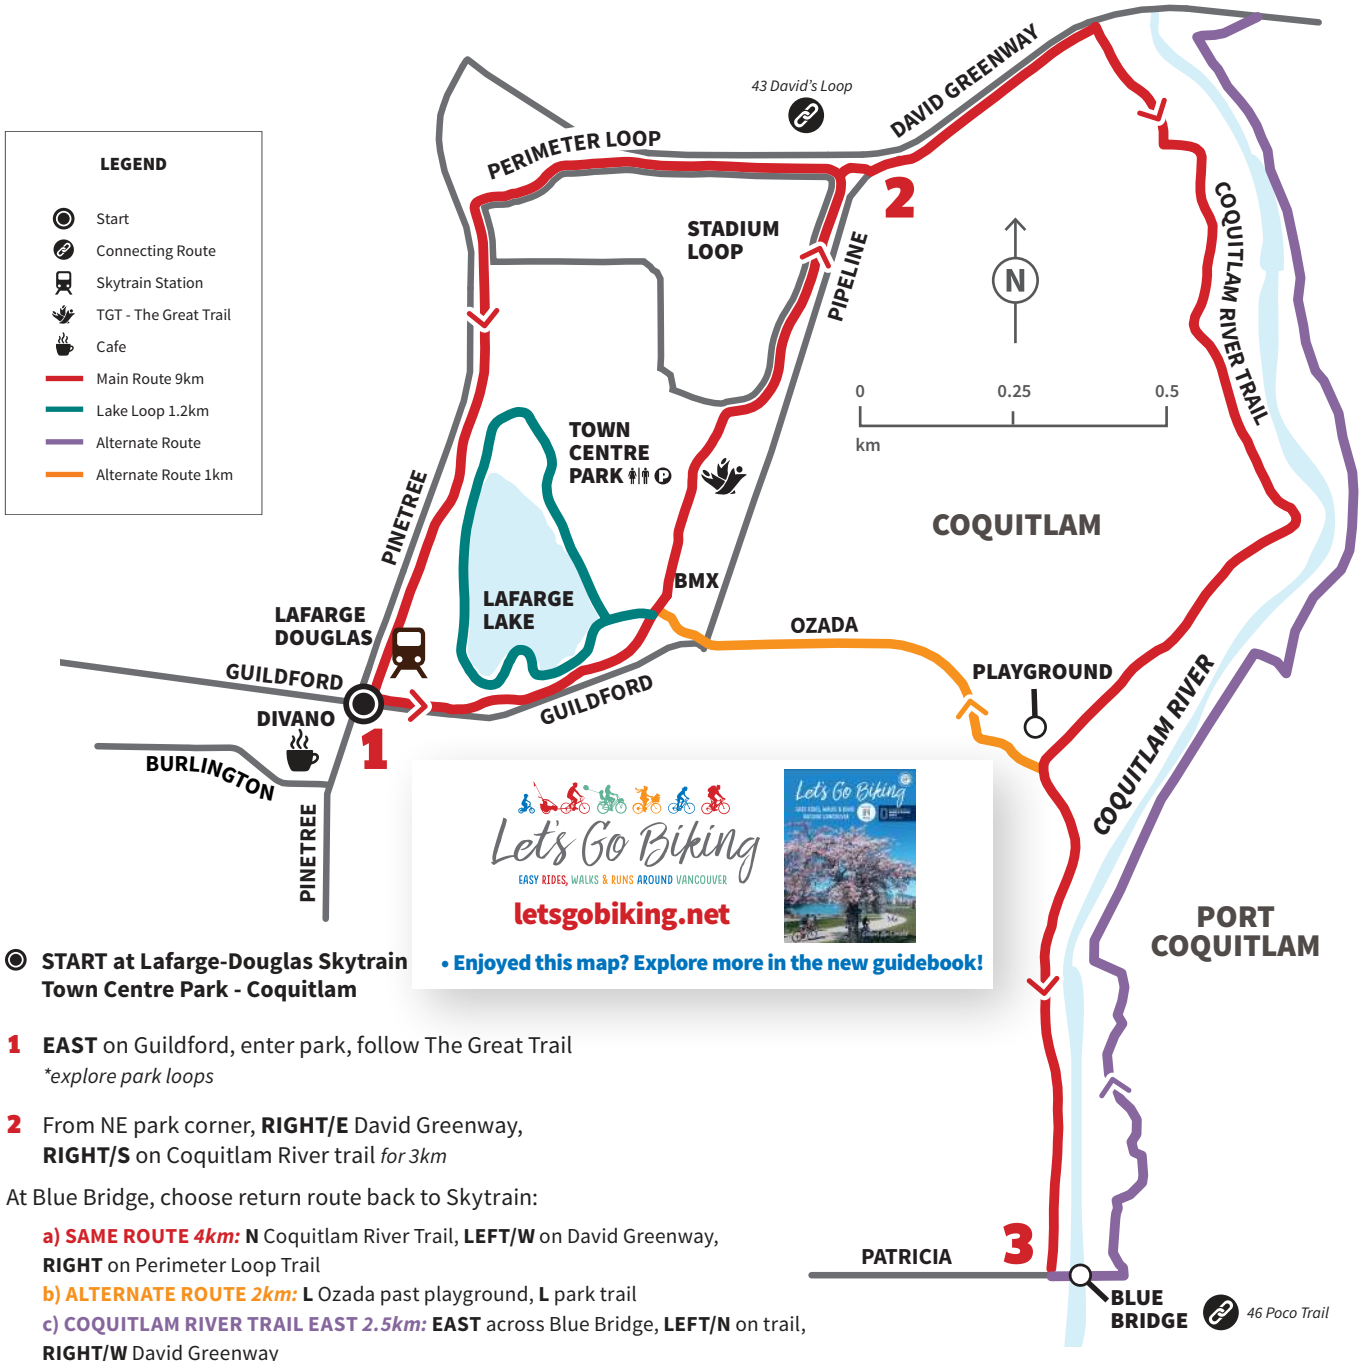 43 David's Loop
DAVID GREENWAY
PERIMETER LOOP
2
LEGEND
Start
Connecting Route
Skytrain Station
TGT - The Great Trail
Cafe
Main Route 9km
Lake Loop 1.2km
Alternate Route
Alternate Route 1km
STADIUM
LOOP
PIPELINE
N
COQUITLAM RIVER TRAIL
0 0.25 0.5
km
TOWN
CENTRE
PARK
P
PINETREE
COQUITLAM
BMX
LAFARGE
LAKE
LAFARGE
DOUGLAS
OZADA
GUILDFORD
GUILDFORD
PLAYGROUND
DIVANO
1
BURLINGTON
PINETREE
COQUITLAM RIVER
Let's Go Biking
EASY RIDES, WALKS & RUNS AROUND VANCOUVER
letsgobiking.net
Let's Go Biking
EASY RIDES, WALKS & RUNS
AROUND VANCOUVER
• Enjoyed this map? Explore more in the new guidebook!
PORT
COQUITLAM
START at Lafarge-Douglas Skytrain
Town Centre Park - Coquitlam
1 EAST on Guildford, enter park, follow The Great Trail
*explore park loops
2 From NE park corner, RIGHT/E David Greenway,
RIGHT/S on Coquitlam River trail for 3km
At Blue Bridge, choose return route back to Skytrain:
a) SAME ROUTE 4km: N Coquitlam River Trail, LEFT/W on David Greenway,
RIGHT on Perimeter Loop Trail
b) ALTERNATE ROUTE 2km: L Ozada past playground, L park trail
c) COQUITLAM RIVER TRAIL EAST 2.5km: EAST across Blue Bridge, LEFT/N on trail,
RIGHT/W David Greenway
3
PATRICIA
BLUE
BRIDGE
46 Poco Trail